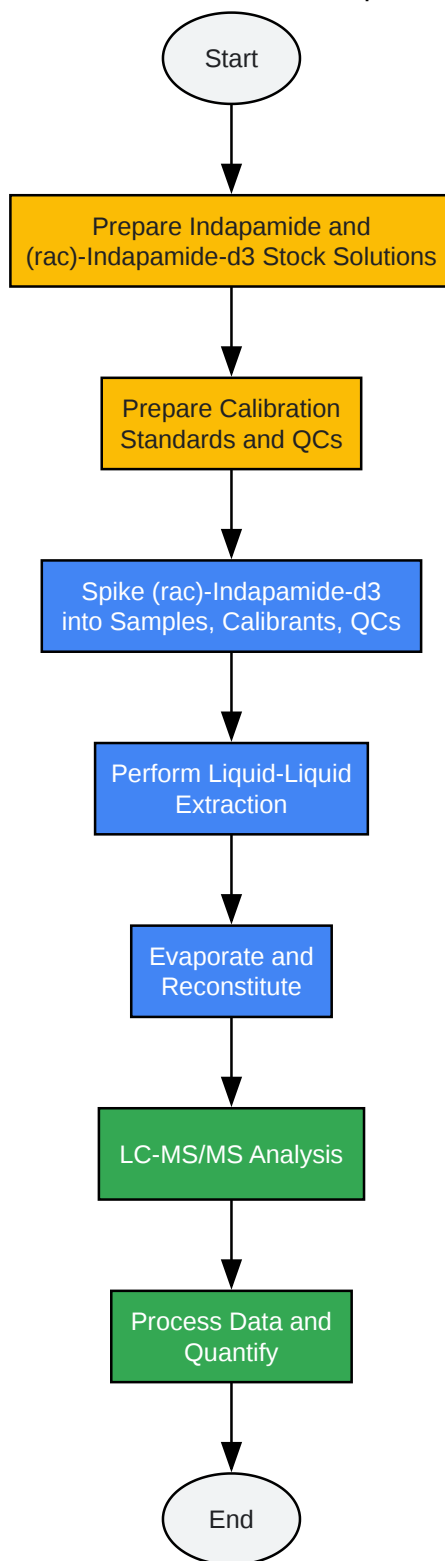 Start
Prepare Indapamide and
(rac)-Indapamide-d3 Stock Solutions
Prepare Calibration
Standards and QCs
Spike (rac)-Indapamide-d3
into Samples, Calibrants, QCs
Perform Liquid-Liquid
Extraction
Evaporate and
Reconstitute
LC-MS/MS Analysis
Process Data and
Quantify
End